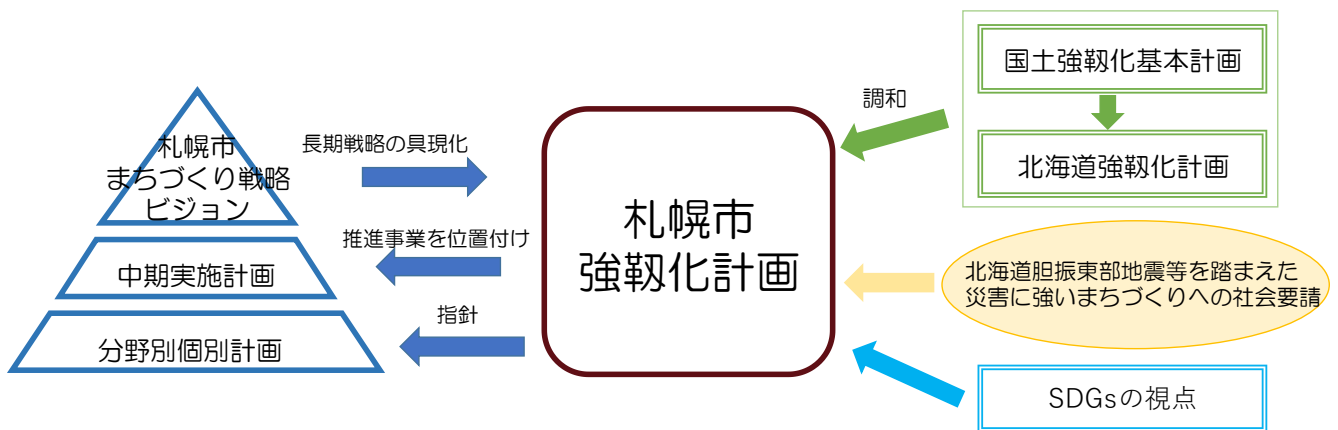 札幌市
まちづくり戦略
ビジョン
中期実施計画
分野別個別計画
長期戦略の具現化
推進事業を位置付け
指針
札幌市
強靱化計画
調和
国土強靱化基本計画
北海道強靱化計画
北海道胆振東部地震等を踏まえた
災害に強いまちづくりへの社会要請
SDGsの視点